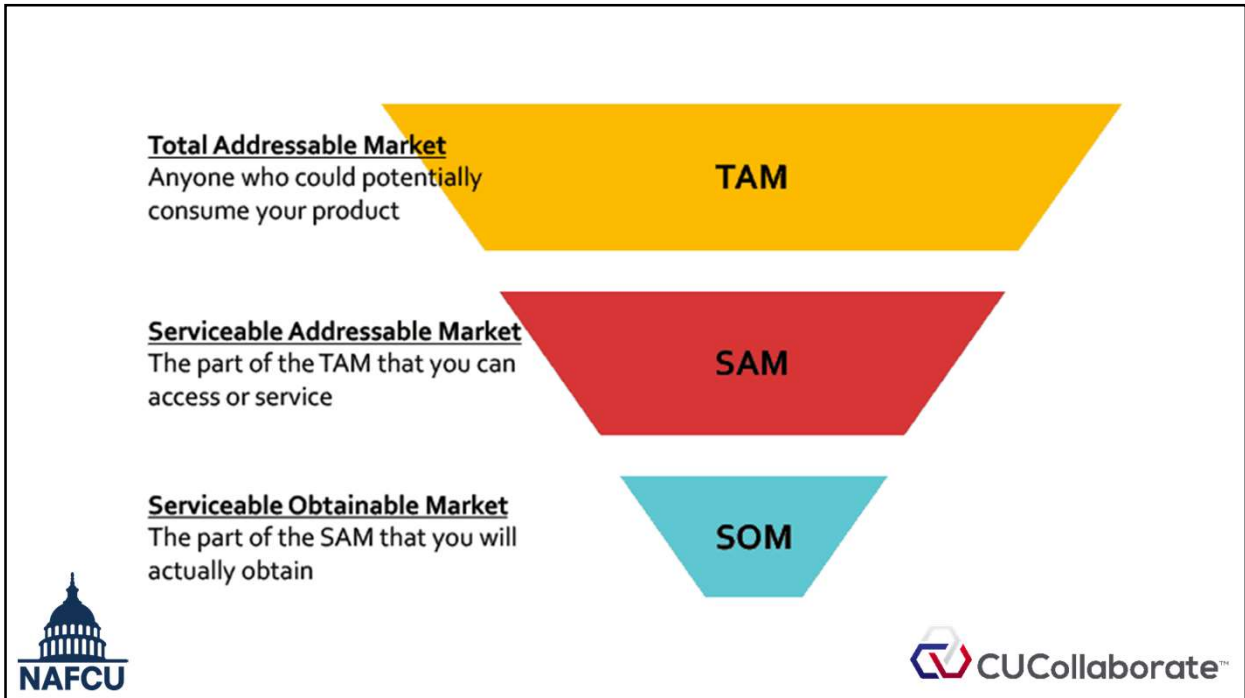 Total Addressable Market
Anyone who could potentially
consume your product
TAM
Serviceable Addressable Market
The part of the TAM that you can
access or service
SAM
Serviceable Obtainable Market
The part of the SAM that you will
actually obtain
SOM
NAFCU
CUCollaborate™